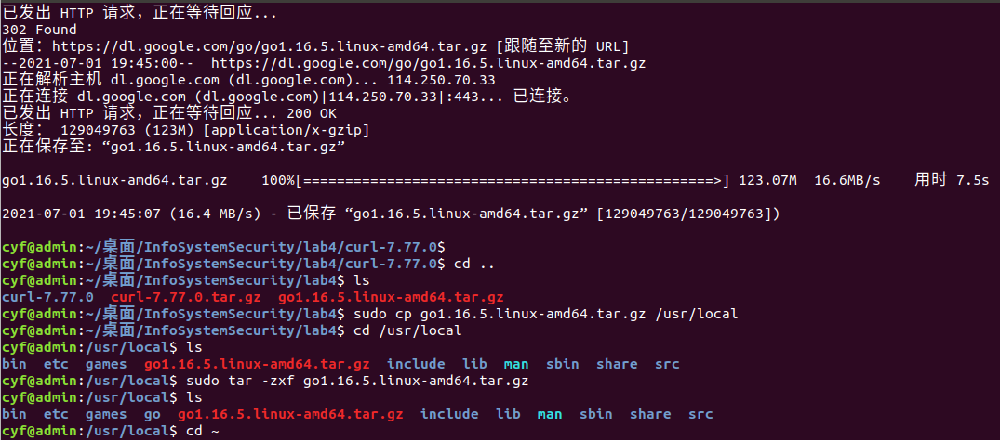 已发出 HTTP 请求，正在等待回应...
302 Found
位置：https://dl.google.com/go/go1.16.5.linux-amd64.tar.gz [跟随至新的 URL]
--2021-07-01 19:45:00--  https://dl.google.com/go/go1.16.5.linux-amd64.tar.gz
正在解析主机 dl.google.com (dl.google.com)... 114.250.70.33
正在连接 dl.google.com (dl.google.com)|114.250.70.33|:443... 已连接。
已发出 HTTP 请求，正在等待回应... 200 OK
长度： 129049763 (123M) [application/x-gzip]
正在保存至: “go1.16.5.linux-amd64.tar.gz”
go1.16.5.linux-amd64.tar.gz    100%[=================================================>] 123.07M  16.6MB/s    用时 7.5s
2021-07-01 19:45:07 (16.4 MB/s) - 已保存 “go1.16.5.linux-amd64.tar.gz” [129049763/129049763])
cyf@admin:~/桌面/InfoSystemSecurity/lab4/curl-7.77.0$
cyf@admin:~/桌面/InfoSystemSecurity/lab4/curl-7.77.0$ cd ..
cyf@admin:~/桌面/InfoSystemSecurity/lab4$ ls
curl-7.77.0  curl-7.77.0.tar.gz  go1.16.5.linux-amd64.tar.gz
cyf@admin:~/桌面/InfoSystemSecurity/lab4$ sudo cp go1.16.5.linux-amd64.tar.gz /usr/local
cyf@admin:~/桌面/InfoSystemSecurity/lab4$ cd /usr/local
cyf@admin:/usr/local$ ls
bin  etc  games  go1.16.5.linux-amd64.tar.gz  include  lib  man  sbin  share  src
cyf@admin:/usr/local$ sudo tar -zxf go1.16.5.linux-amd64.tar.gz
cyf@admin:/usr/local$ ls
bin  etc  games  go  go1.16.5.linux-amd64.tar.gz  include  lib  man  sbin  share  src
cyf@admin:/usr/local$ cd ~